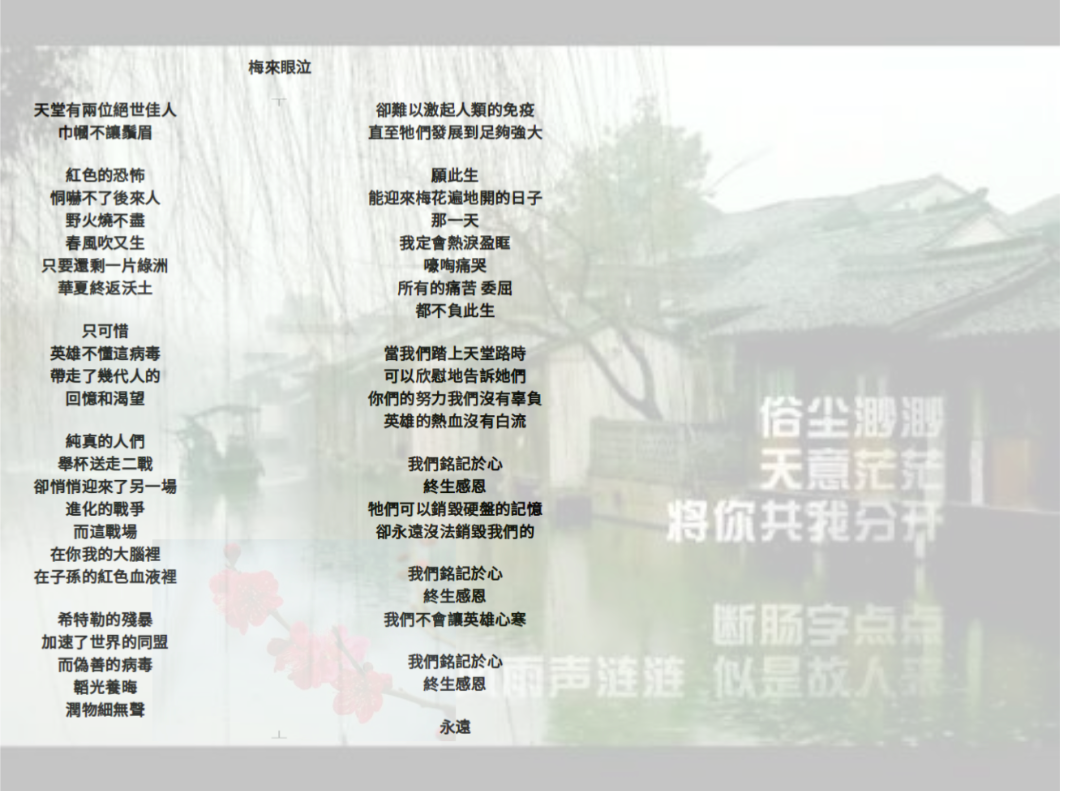 梅來眼泣
天堂有兩位絕世佳人
巾幗不讓鬚眉
紅色的恐怖
恫嚇不了後來人
野火燒不盡
春風吹又生
只要還剩一片綠洲
華夏終返沃土
只可惜
英雄不懂這病毒
帶走了幾代人的
回憶和渴望
純真的人們
舉杯送走二戰
卻悄悄迎來了另一場
進化的戰爭
而這戰場
在你我的大腦裡
在子孫的紅色血液裡
希特勒的殘暴
加速了世界的同盟
而偽善的病毒
韜光養晦
潤物細無聲
卻難以激起人類的免疫
直至牠們發展到足夠強大
願此生
能迎來梅花遍地開的日子
那一天
我定會熱淚盈眶
嚎啕痛哭
所有的痛苦 委屈
都不負此生
當我們踏上天堂路時
可以欣慰地告訴她們
你們的努力我們沒有辜負
英雄的熱血沒有白流
我們銘記於心
終生感恩
牠們可以銷毀硬盤的記憶
卻永遠沒法銷毀我們的
我們銘記於心
終生感恩
我們不會讓英雄心寒
我們銘記於心
終生感恩
永遠
俗尘渺渺
天意茫茫
将你共我分开
断肠字点点
雨声涟涟 似是故人来